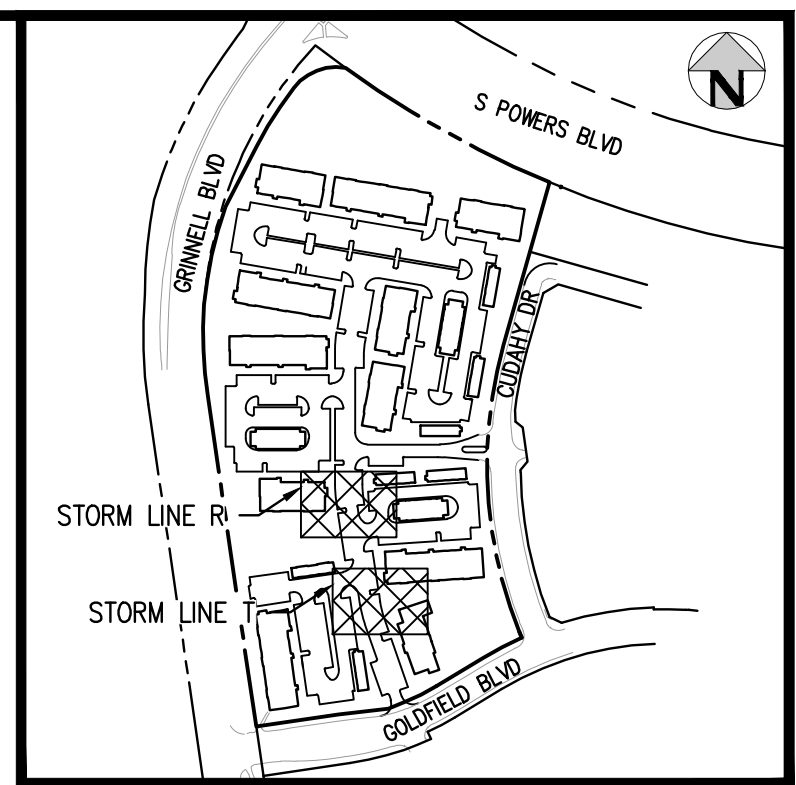 N
S POWERS BLVD
GRINNELL BLVD
CUDAHY DR
STORM LINE R
STORM LINE T
GOLDFIELD BLVD